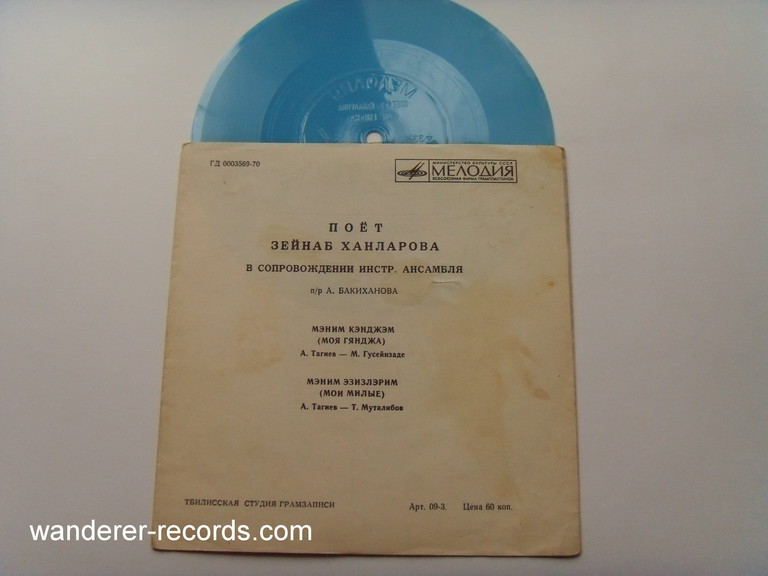 МЕЛОДИЯ
ГД 0003569-70
МИНИСТЕРСТВО КУЛЬТУРЫ СССР
МЕЛОДИЯ
ВСЕСОЮЗНАЯ ФИРМА ГРАМПЛАСТИНОК
ПОЁТ
ЗЕЙНАБ ХАНЛАРОВА
В СОПРОВОЖДЕНИИ ИНСТР. АНСАМБЛЯ
п/р А. БАКИХАНОВА
МЭНИМ КЭНДЖЭМ
(МОЯ ГЯНДЖА)
А. Тагиев — М. Гусейнзаде
МЭНИМ ЭЗИЗЛЭРИМ
(МОИ МИЛЫЕ)
А. Тагиев — Т. Муталибов
ТБИЛИССКАЯ СТУДИЯ ГРАМЗАПИСИ
Арт. 09-3. Цена 60 коп.
wanderer-records.com